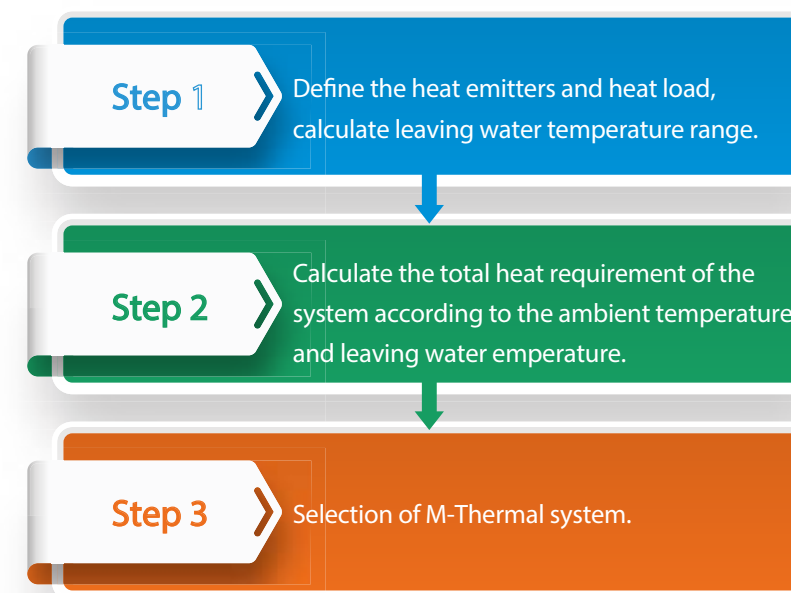 Step 1
Define the heat emitters and heat load,
calculate leaving water temperature range.
Step 2
Calculate the total heat requirement of the
system according to the ambient temperature
and leaving water emperature.
Step 3
Selection of M-Thermal system.